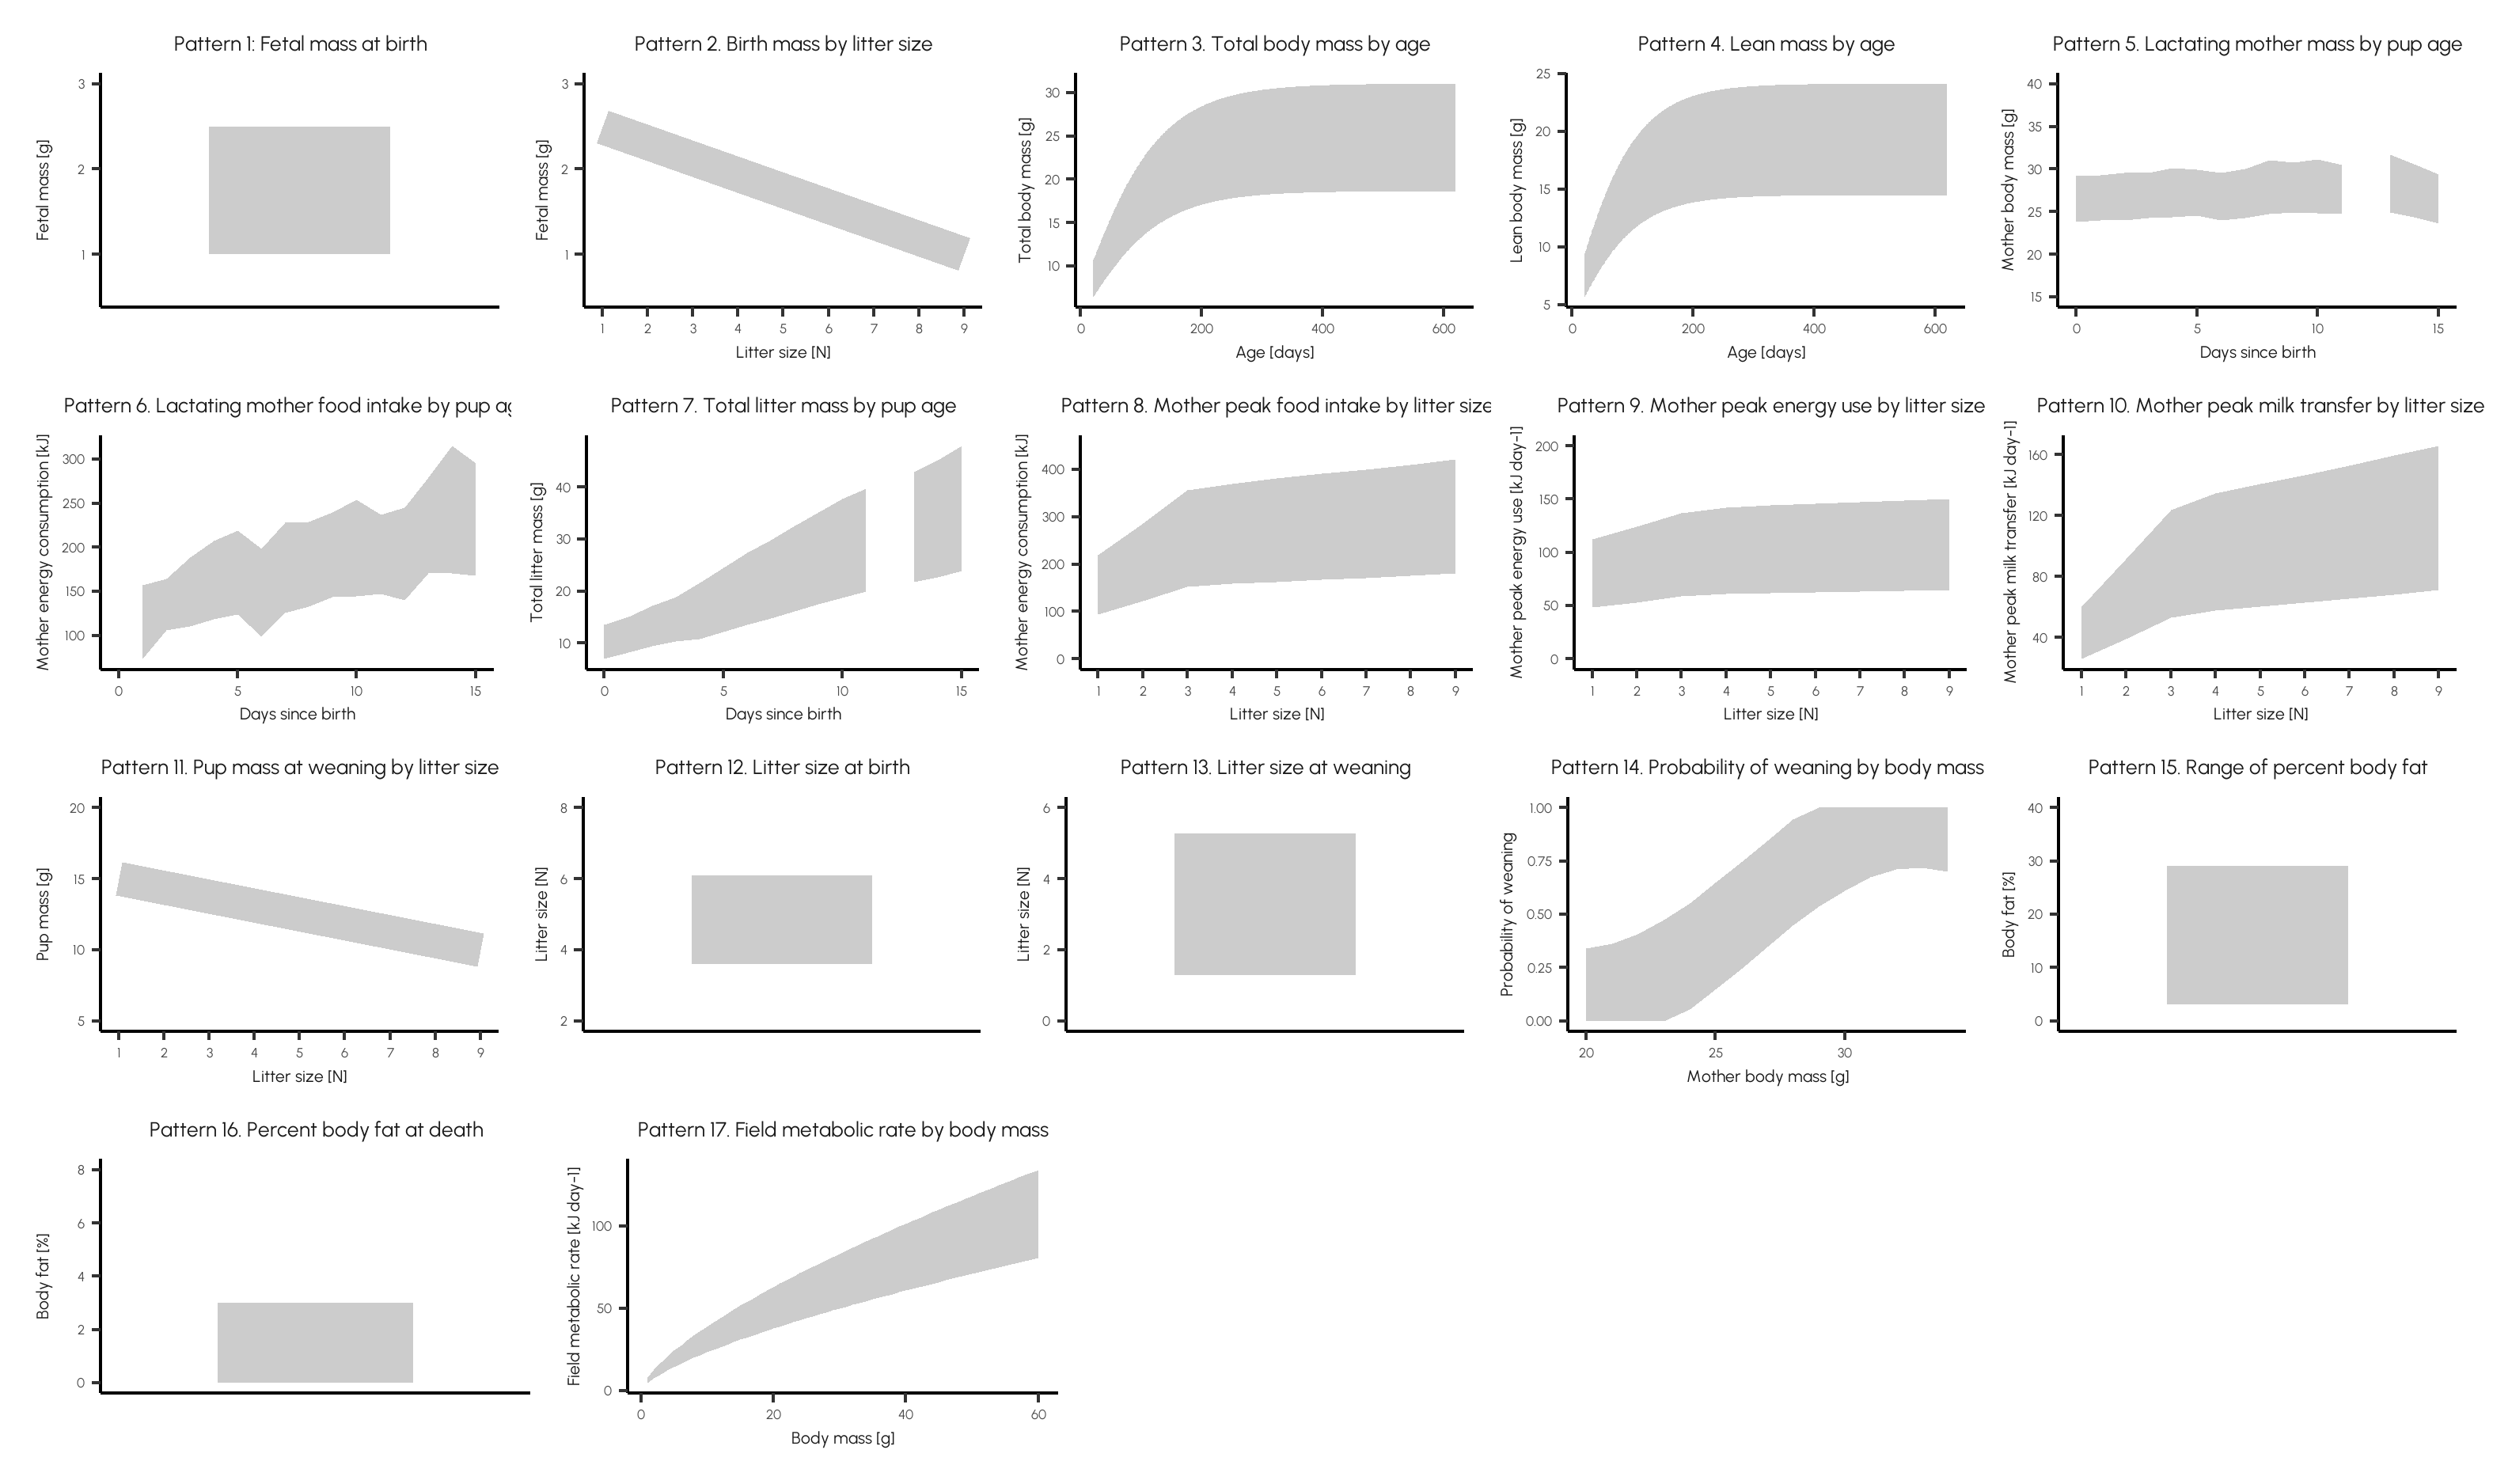 Pattern 1: Fetal mass at birth
Fetal mass [g]
3
2
1
Pattern 2. Birth mass by litter size
Fetal mass [g]
3
2
1
1 2 3 4 5 6 7 8 9
Litter size [N]
Pattern 3. Total body mass by age
Total body mass [g]
30
25
20
15
10
0 200 400 600
Age [days]
Pattern 4. Lean mass by age
Lean body mass [g]
25
20
15
10
5
0 200 400 600
Age [days]
Pattern 5. Lactating mother mass by pup age
Mother body mass [g]
40
35
30
25
20
15
0 5 10 15
Days since birth
Pattern 6. Lactating mother food intake by pup ag
Mother energy consumption [kJ]
300
250
200
150
100
0 5 10 15
Days since birth
Pattern 7. Total litter mass by pup age
Total litter mass [g]
40
30
20
10
0 5 10 15
Days since birth
Pattern 8. Mother peak food intake by litter size
Mother energy consumption [kJ]
400
300
200
100
0
1 2 3 4 5 6 7 8 9
Litter size [N]
Pattern 9. Mother peak energy use by litter size
Mother peak energy use [kJ day-1]
200
150
100
50
0
1 2 3 4 5 6 7 8 9
Litter size [N]
Pattern 10. Mother peak milk transfer by litter size
Mother peak milk transfer [kJ day-1]
160
120
80
40
1 2 3 4 5 6 7 8 9
Litter size [N]
Pattern 11. Pup mass at weaning by litter size
Pup mass [g]
20
15
10
5
1 2 3 4 5 6 7 8 9
Litter size [N]
Pattern 12. Litter size at birth
Litter size [N]
8
6
4
2
Pattern 13. Litter size at weaning
Litter size [N]
6
4
2
0
Pattern 14. Probability of weaning by body mass
Probability of weaning
1.00
0.75
0.50
0.25
0.00
20 25 30
Mother body mass [g]
Pattern 15. Range of percent body fat
Body fat [%]
40
30
20
10
0
Pattern 16. Percent body fat at death
Body fat [%]
8
6
4
2
0
Pattern 17. Field metabolic rate by body mass
Field metabolic rate [kJ day-1]
100
50
0
0 20 40 60
Body mass [g]